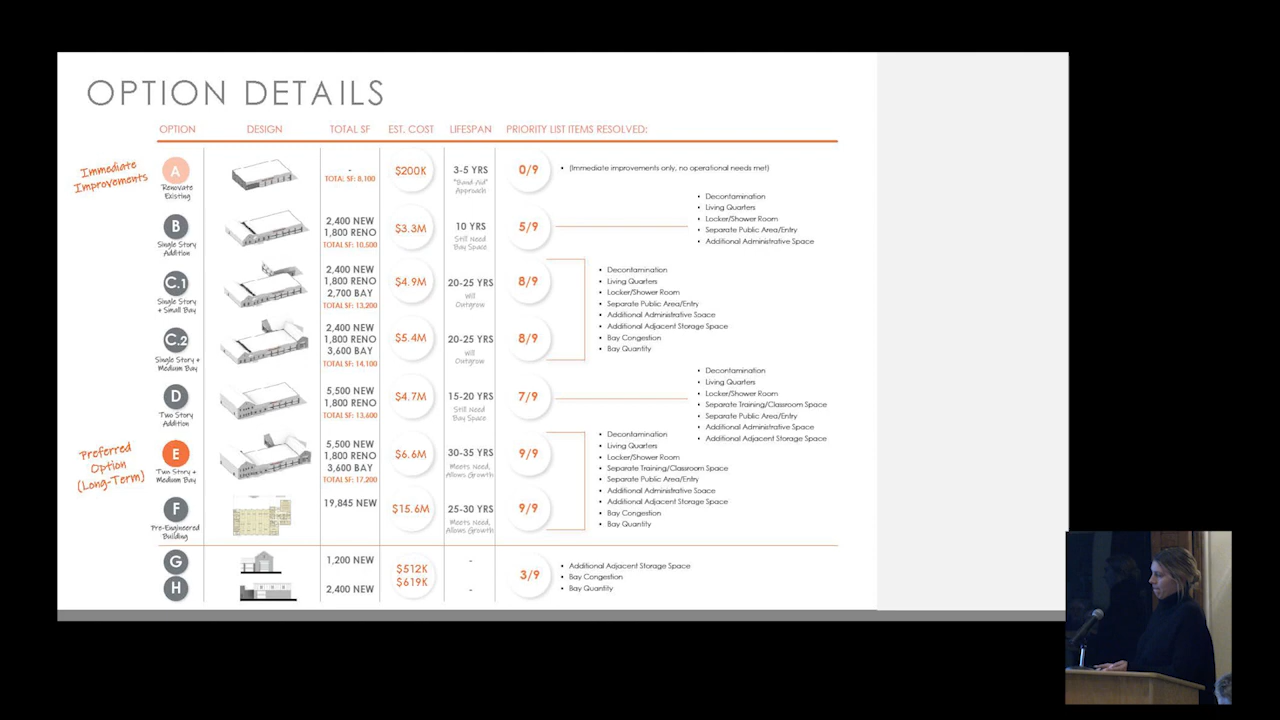 OPTION DETAILS
OPTION DESIGN TOTAL SF EST. COST LIFESPAN PRIORITY LIST ITEMS RESOLVED:
Immediate
Improvements
A
Renovate
Existing
-
TOTAL SF: 8,100
$200K
3-5 YRS
"Band Aid"
Approach
0/9
• (Immediate improvements only, no operational needs met)
B
Single Story
Addition
2,400 NEW
1,800 RENO
TOTAL SF: 10,500
$3.3M
10 YRS
Still Need
Bay Space
5/9
• Decontamination
• Living Quarters
• Locker/Shower Room
• Separate Public Area/Entry
• Additional Administrative Space
C.1
Single Story
+ Small Bay
2,400 NEW
1,800 RENO
2,700 BAY
TOTAL SF: 13,200
$4.9M
20-25 YRS
Will
Outgrow
8/9
C.2
Single Story +
Medium Bay
2,400 NEW
1,800 RENO
3,600 BAY
TOTAL SF: 14,100
$5.4M
20-25 YRS
Will
Outgrow
8/9
• Decontamination
• Living Quarters
• Locker/Shower Room
• Separate Public Area/Entry
• Additional Administrative Space
• Additional Adjacent Storage Space
• Bay Congestion
• Bay Quantity
D
Two Story
Addition
5,500 NEW
1,800 RENO
TOTAL SF: 13,600
$4.7M
15-20 YRS
Still Need
Bay Space
7/9
• Decontamination
• Living Quarters
• Locker/Shower Room
• Separate Training/Classroom Space
• Separate Public Area/Entry
• Additional Administrative Space
• Additional Adjacent Storage Space
Preferred
Option
(Long-Term)
E
Two Story +
Medium Bay
5,500 NEW
1,800 RENO
3,600 BAY
TOTAL SF: 17,200
$6.6M
30-35 YRS
Meets Need,
Allows Growth
9/9
F
Pre-Engineered
Building
19,845 NEW
$15.6M
25-30 YRS
Meets Need,
Allows Growth
9/9
• Decontamination
• Living Quarters
• Locker/Shower Room
• Separate Training/Classroom Space
• Separate Public Area/Entry
• Additional Administrative Space
• Additional Adjacent Storage Space
• Bay Congestion
• Bay Quantity
G
1,200 NEW
$512K
-
H
2,400 NEW
$619K
-
3/9
• Additional Adjacent Storage Space
• Bay Congestion
• Bay Quantity